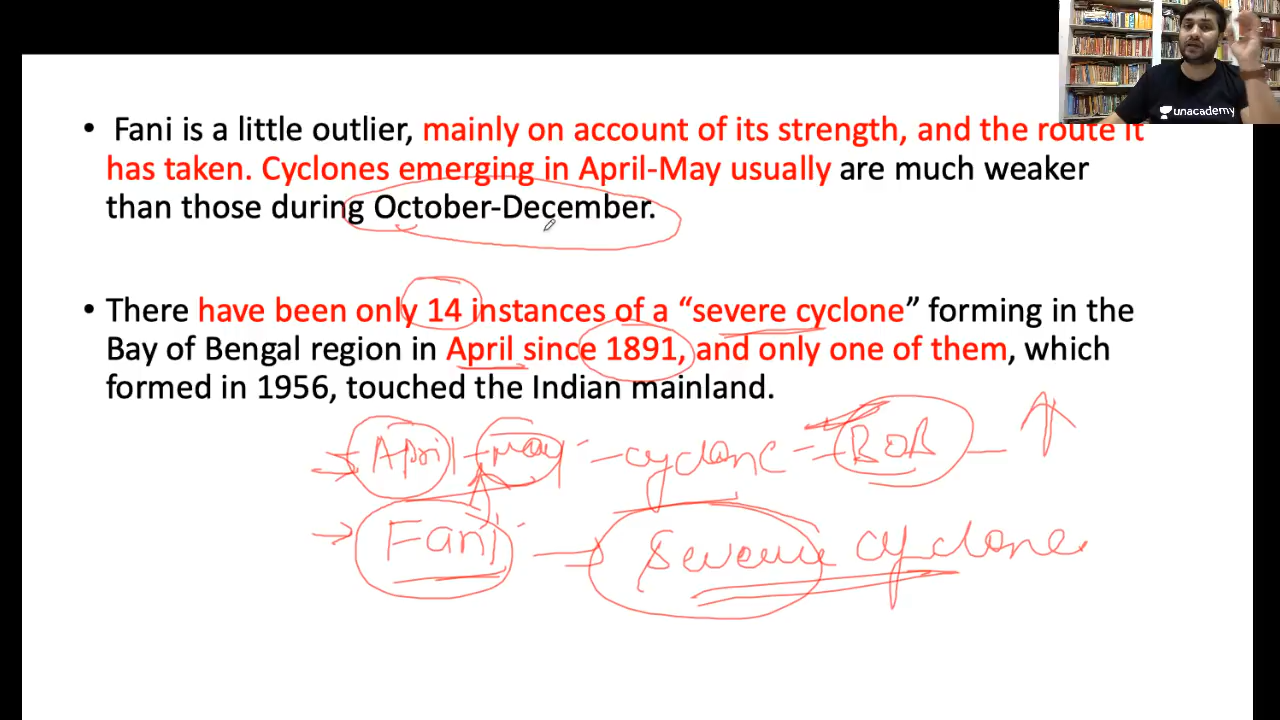 unacademy
• Fani is a little outlier, mainly on account of its strength, and the route it
has taken. Cyclones emerging in April-May usually are much weaker
than those during October-December.
• There have been only 14 instances of a “severe cyclone” forming in the
Bay of Bengal region in April since 1891, and only one of them, which
formed in 1956, touched the Indian mainland.
→ April - May - cyclone - BOB - ↑
→ Fani → Severe cyclone